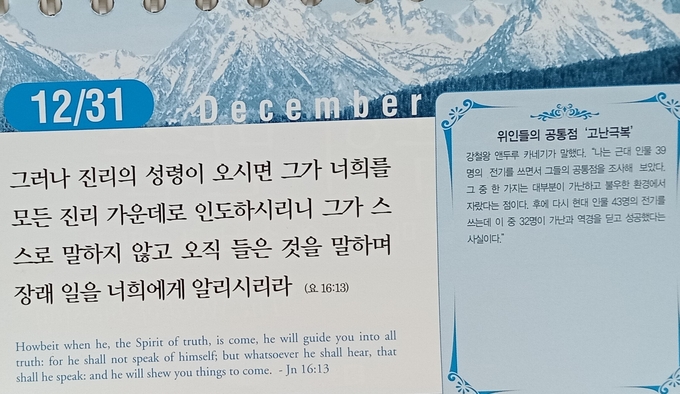 12/31
December
그러나 진리의 성령이 오시면 그가 너희를
모든 진리 가운데로 인도하시리니 그가 스
스로 말하지 않고 오직 들은 것을 말하며
장래 일을 너희에게 알리시리라 (요 16:13)
Howbeit when he, the Spirit of truth, is come, he will guide you into all
truth: for he shall not speak of himself; but whatsoever he shall hear, that
shall he speak: and he will shew you things to come. - Jn 16:13
위인들의 공통점 '고난극복'
강철왕 앤두루 카네기가 말했다. "나는 근대 인물 39
명의 전기를 쓰면서 그들의 공통점을 조사해 보았다.
그 중 한 가지는 대부분이 가난하고 불우한 환경에서
자랐다는 점이다. 후에 다시 현대 인물 43명의 전기를
쓰는데 이 중 32명이 가난과 역경을 딛고 성공했다는
사실이다."